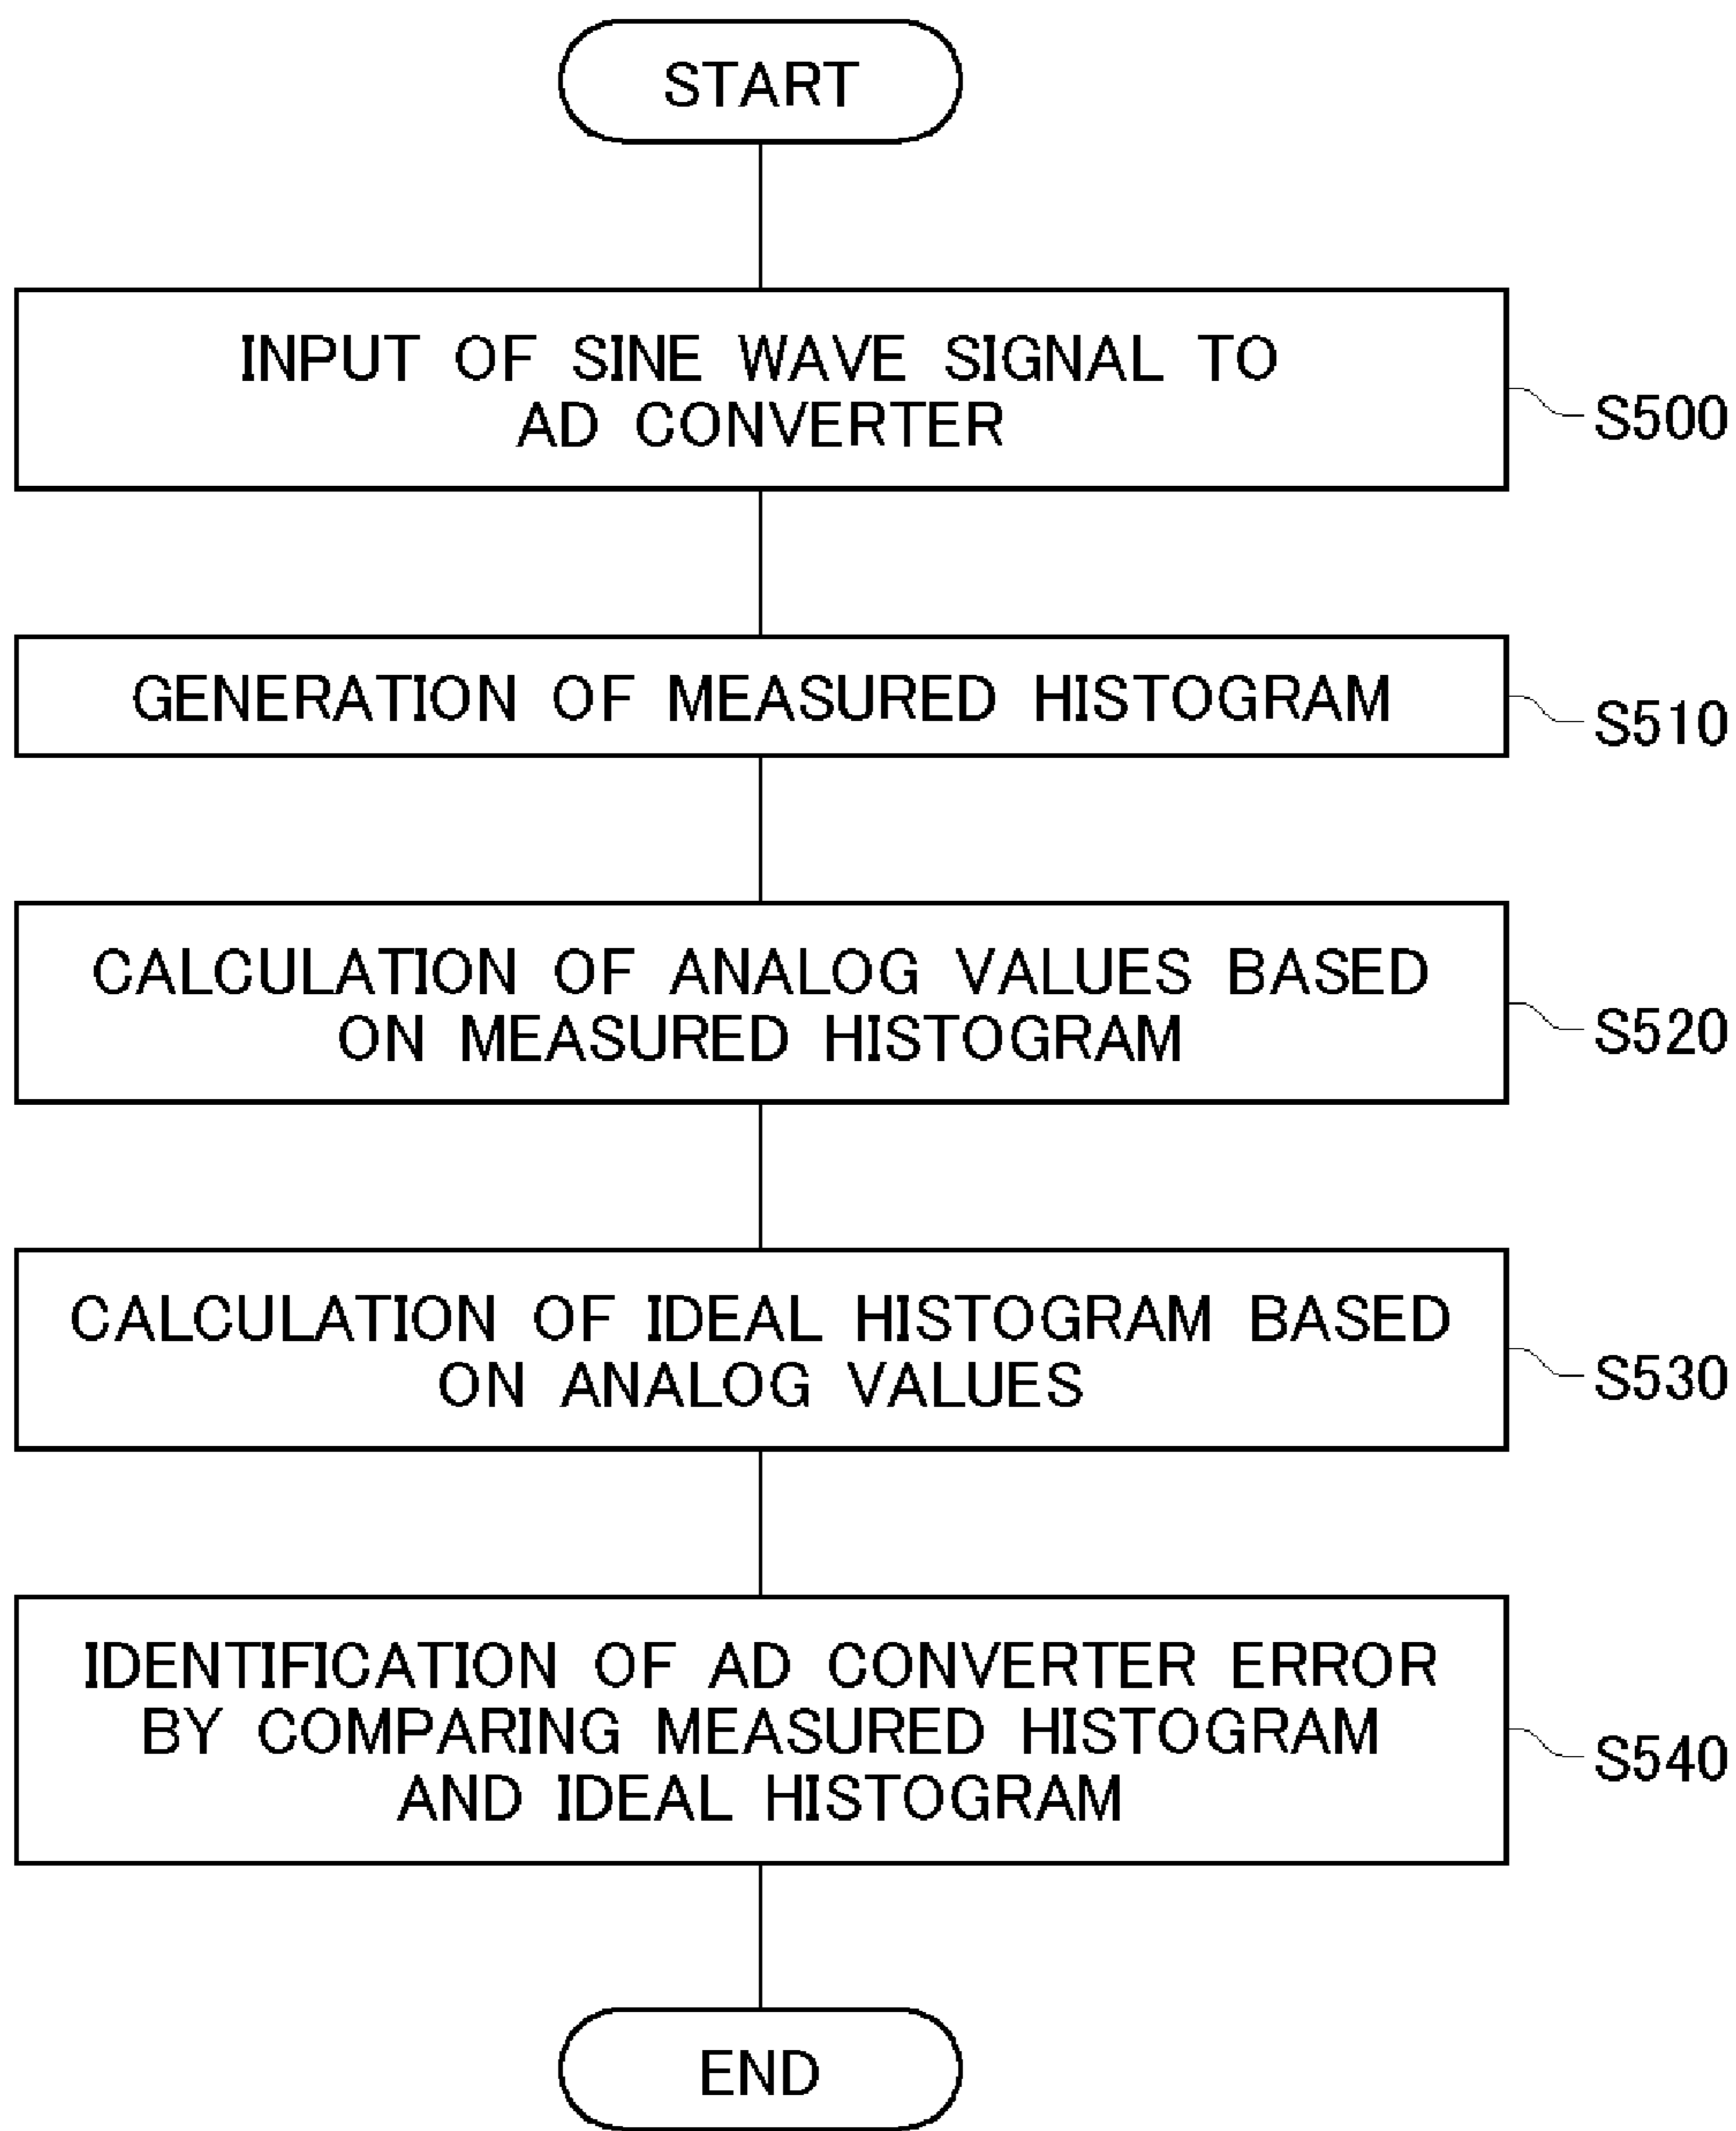 START
INPUT OF SINE WAVE SIGNAL TO
AD CONVERTER
S500
GENERATION OF MEASURED HISTOGRAM
S510
CALCULATION OF ANALOG VALUES BASED
ON MEASURED HISTOGRAM
S520
CALCULATION OF IDEAL HISTOGRAM BASED
ON ANALOG VALUES
S530
IDENTIFICATION OF AD CONVERTER ERROR
BY COMPARING MEASURED HISTOGRAM
AND IDEAL HISTOGRAM
S540
END